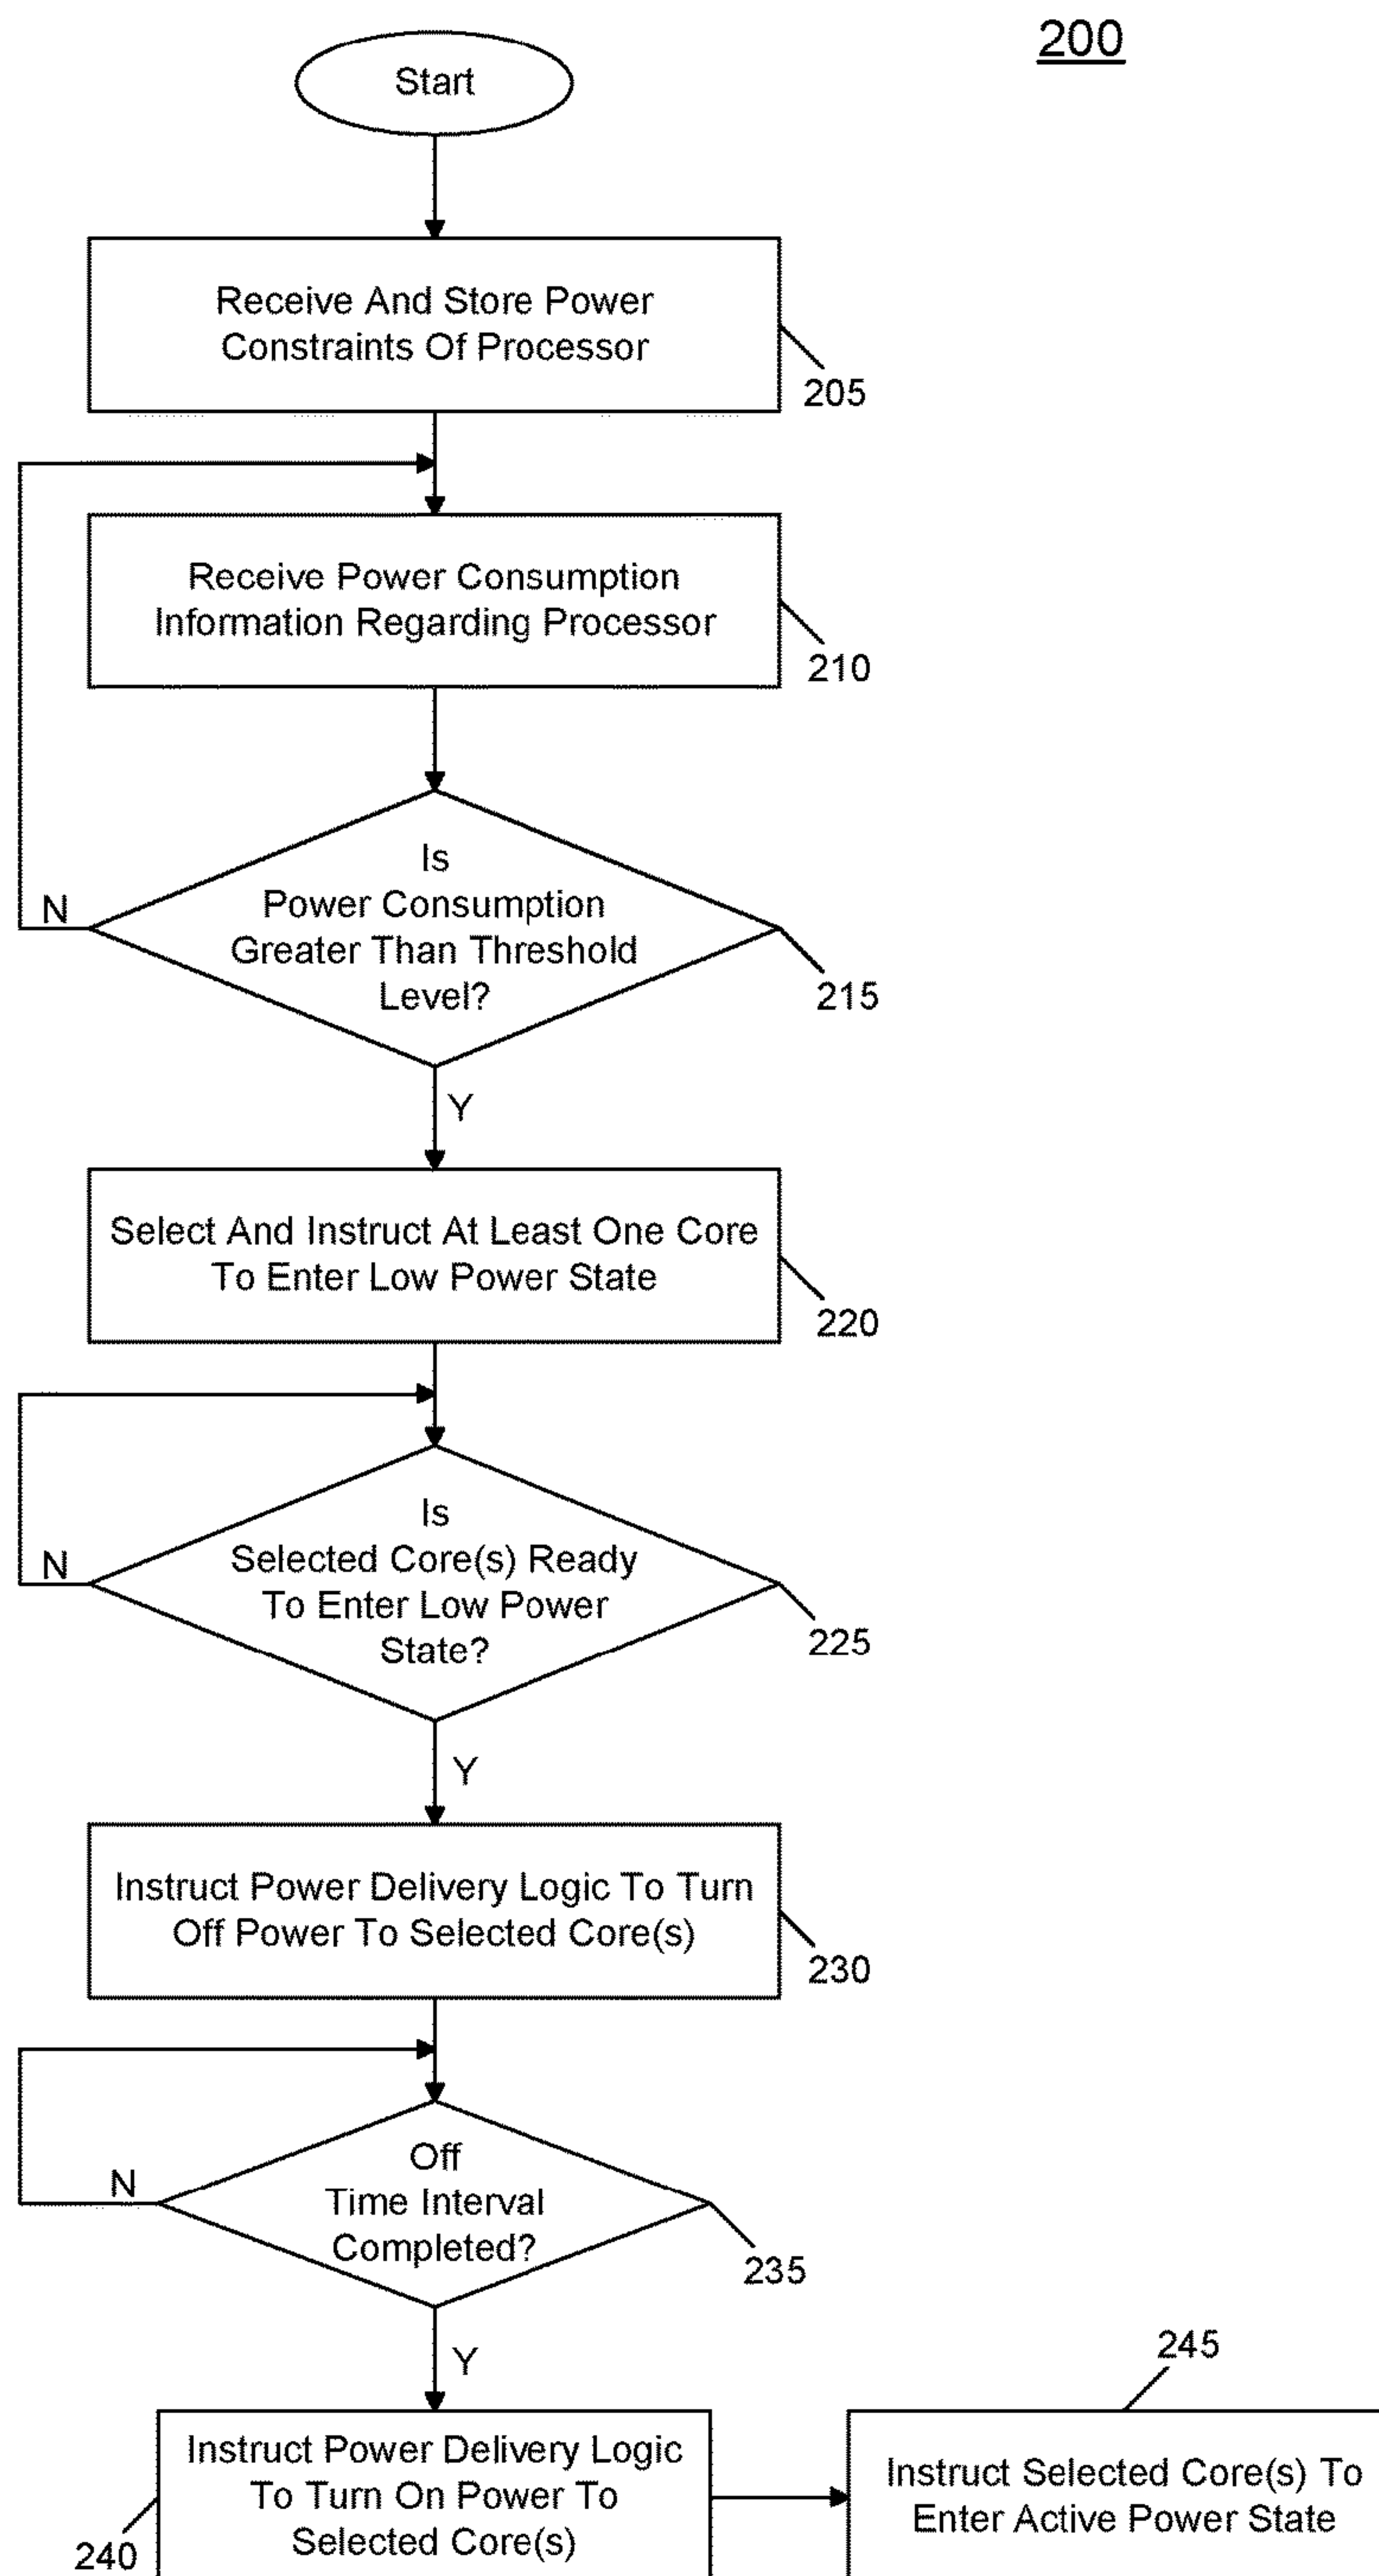 200
Start
Receive And Store Power
Constraints Of Processor
205
Receive Power Consumption
Information Regarding Processor
210
Is
Power Consumption
Greater Than Threshold
Level?
N
215
Y
Select And Instruct At Least One Core
To Enter Low Power State
220
Is
Selected Core(s) Ready
To Enter Low Power
State?
N
225
Y
Instruct Power Delivery Logic To Turn
Off Power To Selected Core(s)
230
Off
Time Interval
Completed?
N
235
Y
245
Instruct Power Delivery Logic
To Turn On Power To
Selected Core(s)
240
Instruct Selected Core(s) To
Enter Active Power State